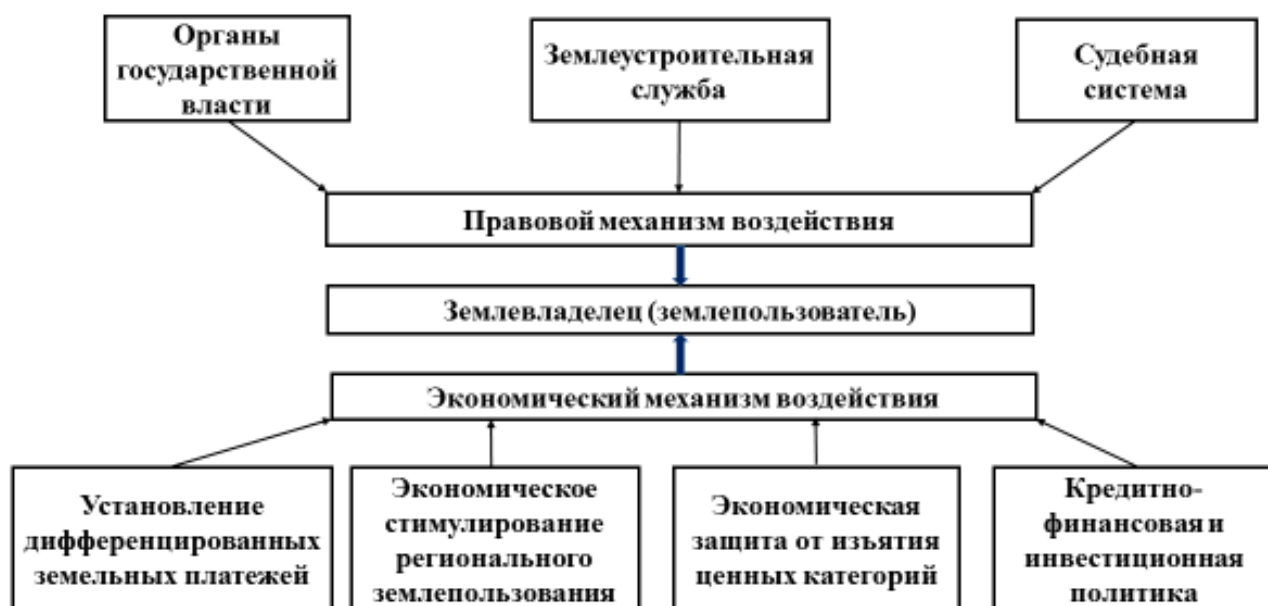 Органы
государственной
власти
Землеустроительная
служба
Судебная
система
Правовой механизм воздействия
Землевладелец (землепользователь)
Экономический механизм воздействия
Установление
дифференцированных
земельных платежей
Экономическое
стимулирование
регионального
землепользования
Экономическая
защита от изъятия
ценных категорий
Кредитно-
финансовая и
инвестиционная
политика